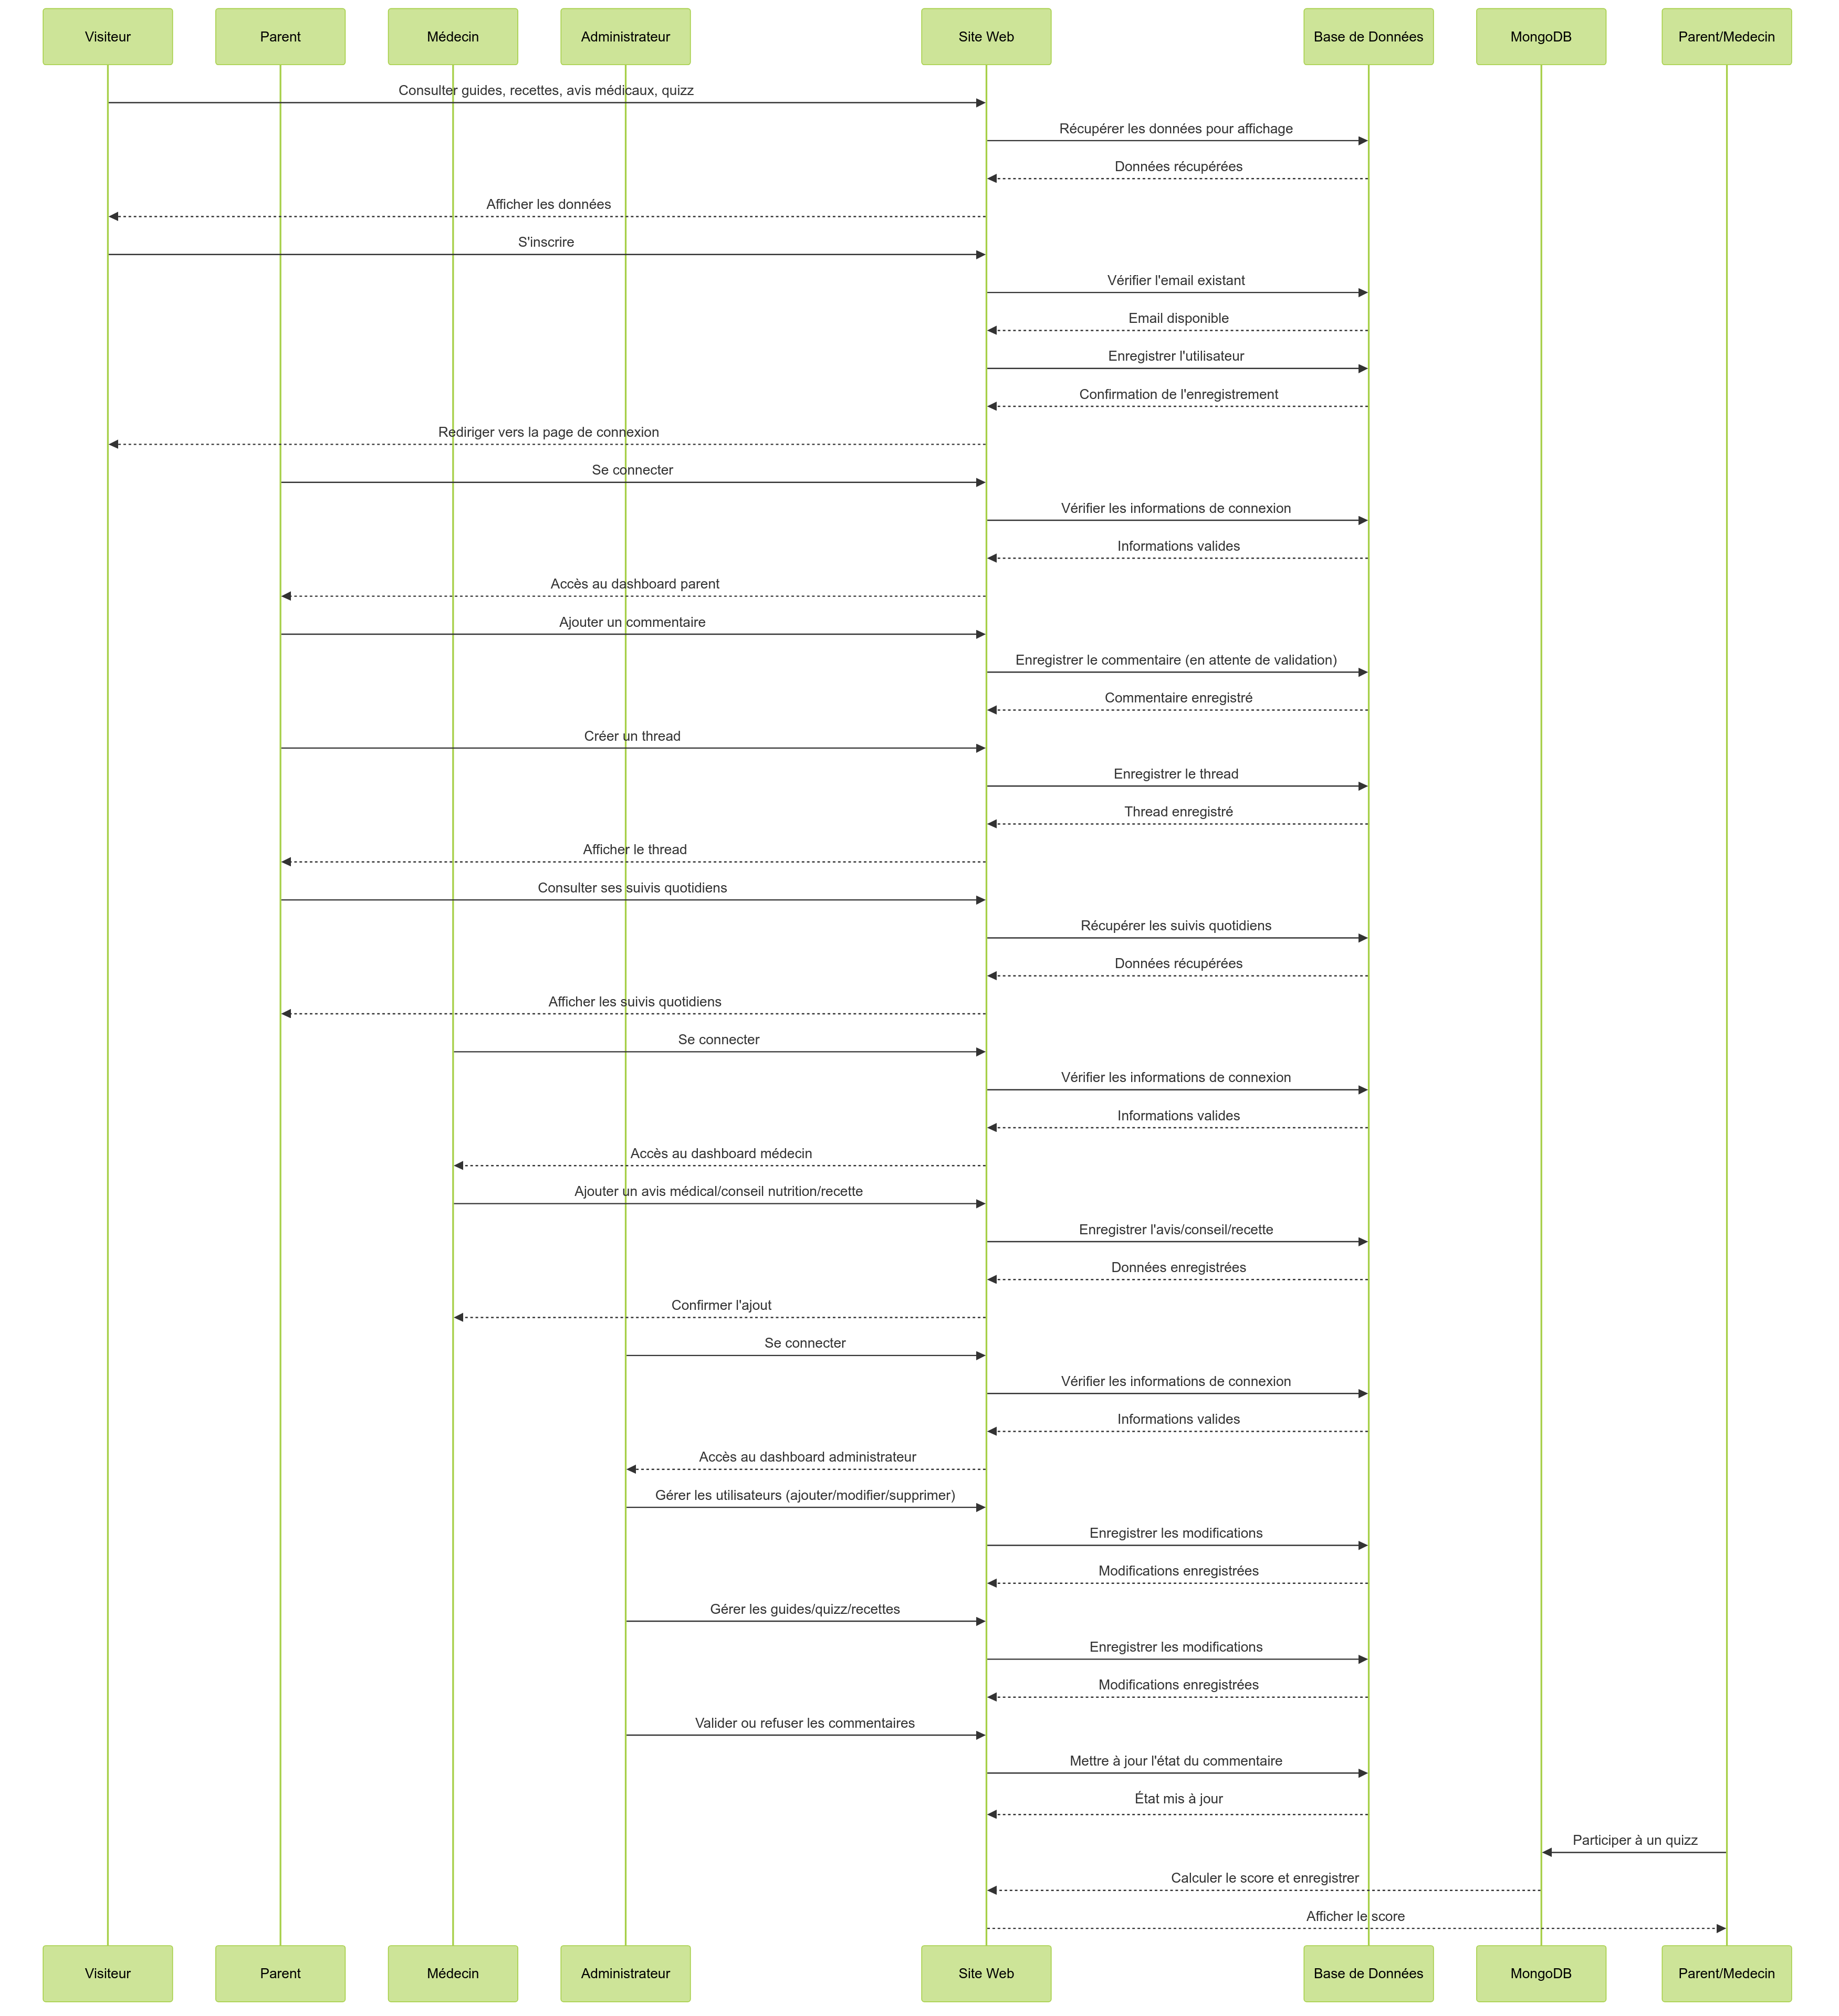 Visiteur
Parent
Médecin
Administrateur
Site Web
Base de Données
MongoDB
Parent/Medecin
Consulter guides, recettes, avis médicaux, quizz
Récupérer les données pour affichage
Données récupérées
Afficher les données
S'inscrire
Vérifier l'email existant
Email disponible
Enregistrer l'utilisateur
Confirmation de l'enregistrement
Rediriger vers la page de connexion
Se connecter
Vérifier les informations de connexion
Informations valides
Accès au dashboard parent
Ajouter un commentaire
Enregistrer le commentaire (en attente de validation)
Commentaire enregistré
Créer un thread
Enregistrer le thread
Thread enregistré
Afficher le thread
Consulter ses suivis quotidiens
Récupérer les suivis quotidiens
Données récupérées
Afficher les suivis quotidiens
Se connecter
Vérifier les informations de connexion
Informations valides
Accès au dashboard médecin
Ajouter un avis médical/conseil nutrition/recette
Enregistrer l'avis/conseil/recette
Données enregistrées
Confirmer l'ajout
Se connecter
Vérifier les informations de connexion
Informations valides
Accès au dashboard administrateur
Gérer les utilisateurs (ajouter/modifier/supprimer)
Enregistrer les modifications
Modifications enregistrées
Gérer les guides/quizz/recettes
Enregistrer les modifications
Modifications enregistrées
Valider ou refuser les commentaires
Mettre à jour l'état du commentaire
État mis à jour
Participer à un quizz
Calculer le score et enregistrer
Afficher le score
Visiteur
Parent
Médecin
Administrateur
Site Web
Base de Données
MongoDB
Parent/Medecin